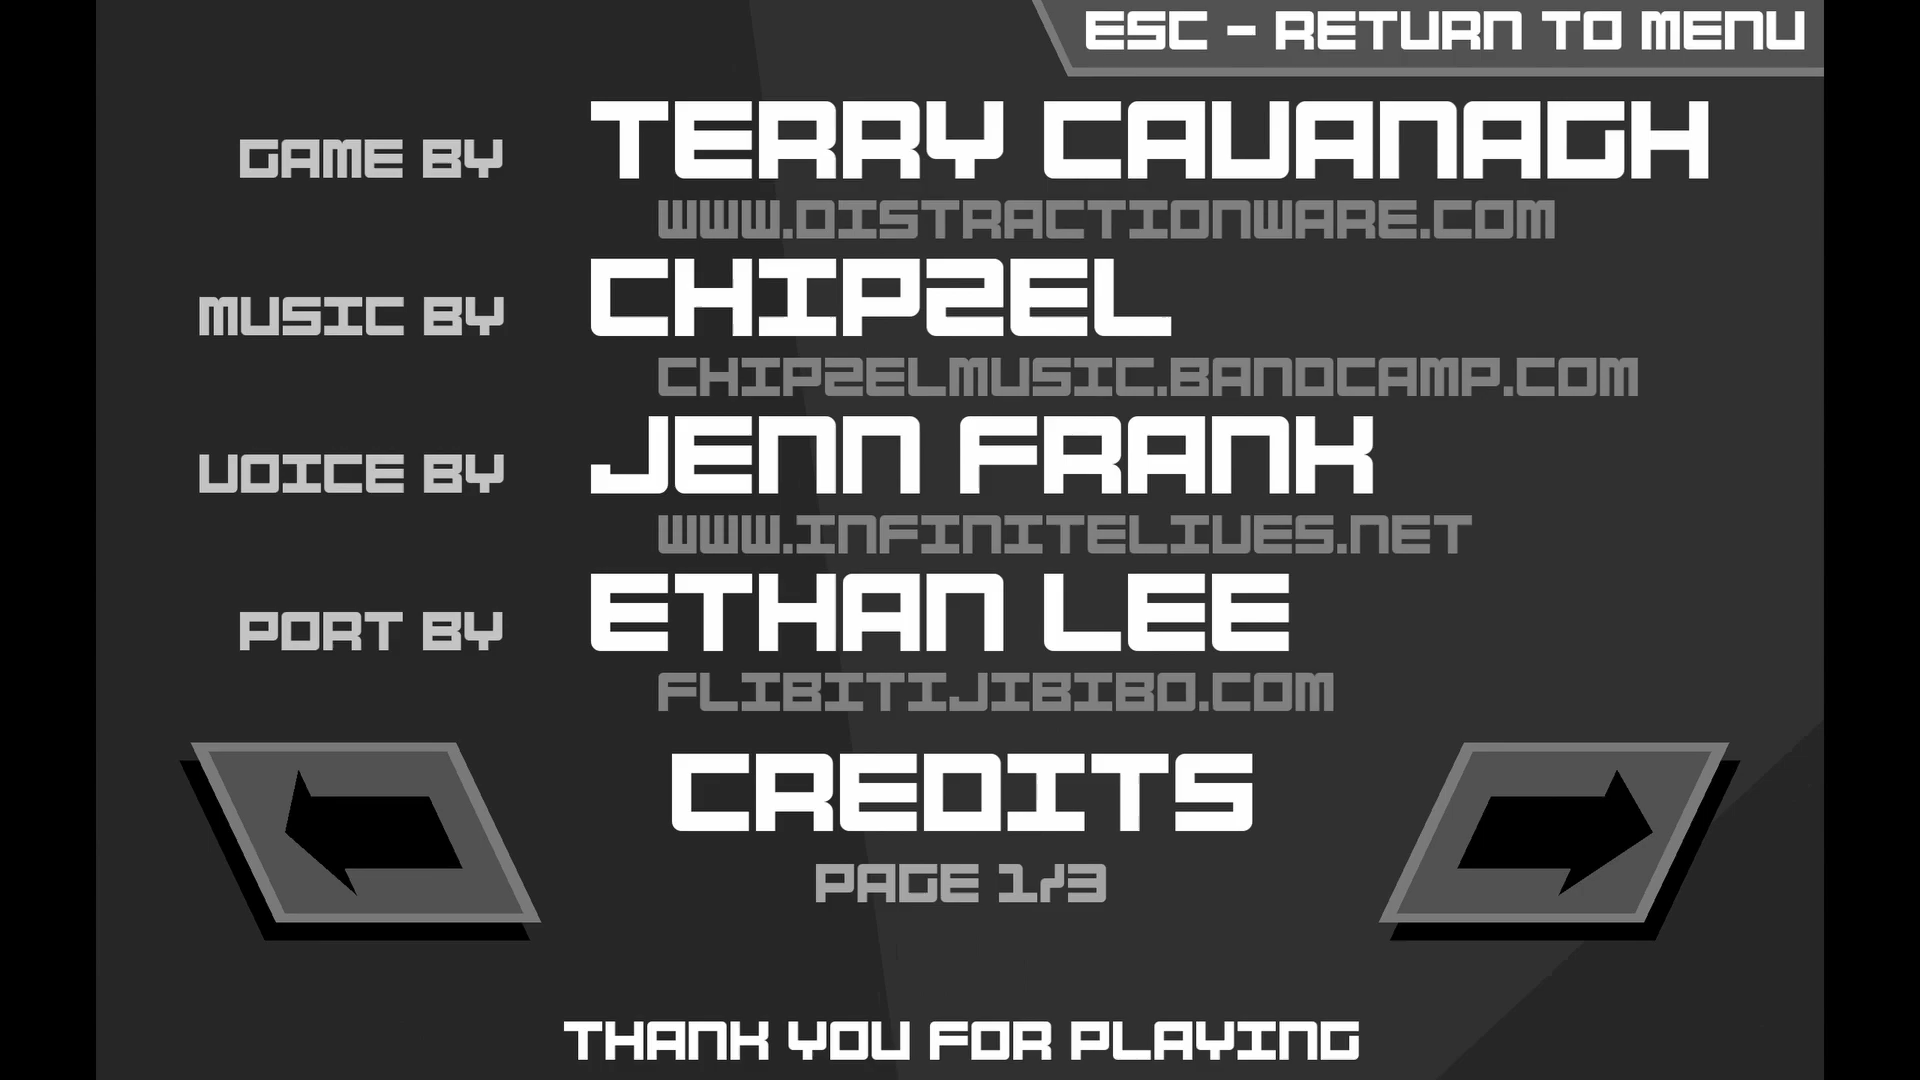 ESC - RETURN TO MENU
GAME BY TERRY CAVANAGH
WWW.DISTRACTIONWARE.COM
MUSIC BY CHIPZEL
CHIPZELMUSIC.BANDCAMP.COM
VOICE BY JENN FRANK
WWW.INFINITELIVES.NET
PORT BY ETHAN LEE
FLIBITIJIBIBO.COM
CREDITS
PAGE 1/3
THANK YOU FOR PLAYING